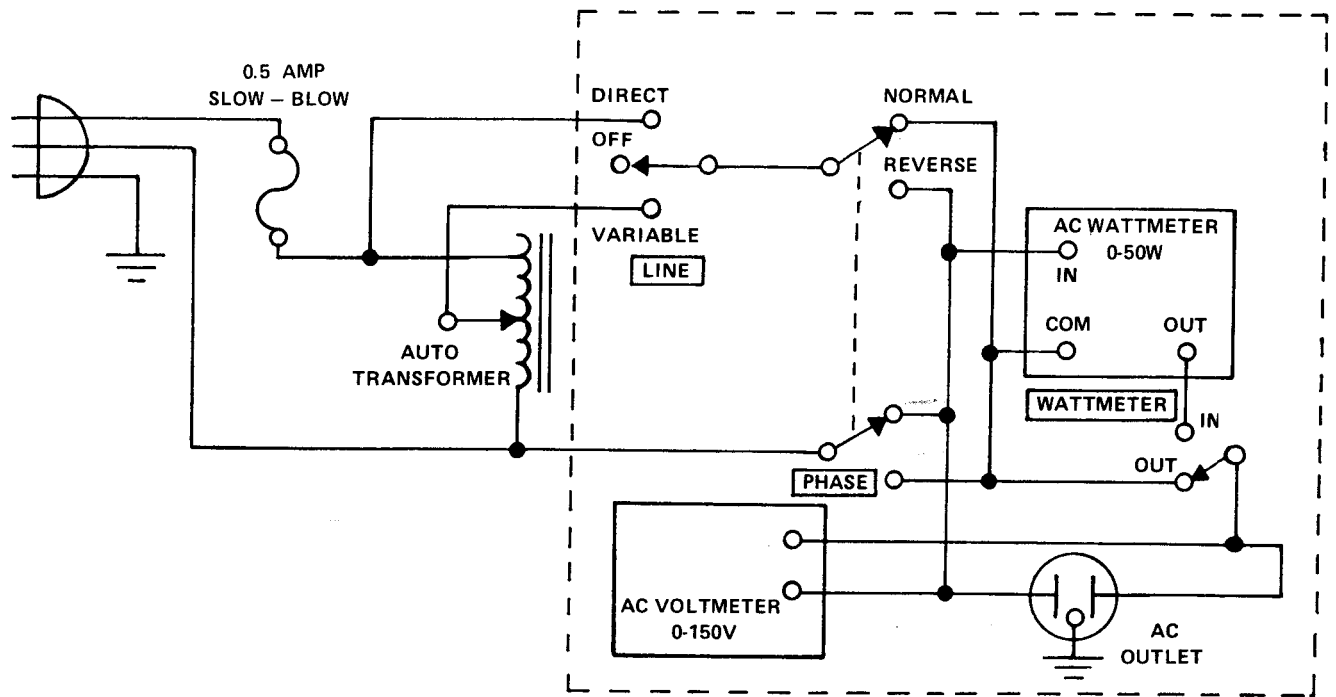 0.5 AMP
SLOW – BLOW
DIRECT
OFF
VARIABLE
LINE
NORMAL
REVERSE
AUTO
TRANSFORMER
AC WATTMETER
0-50W
IN
COM
OUT
WATTMETER
IN
OUT
PHASE
AC VOLTMETER
0-150V
AC
OUTLET